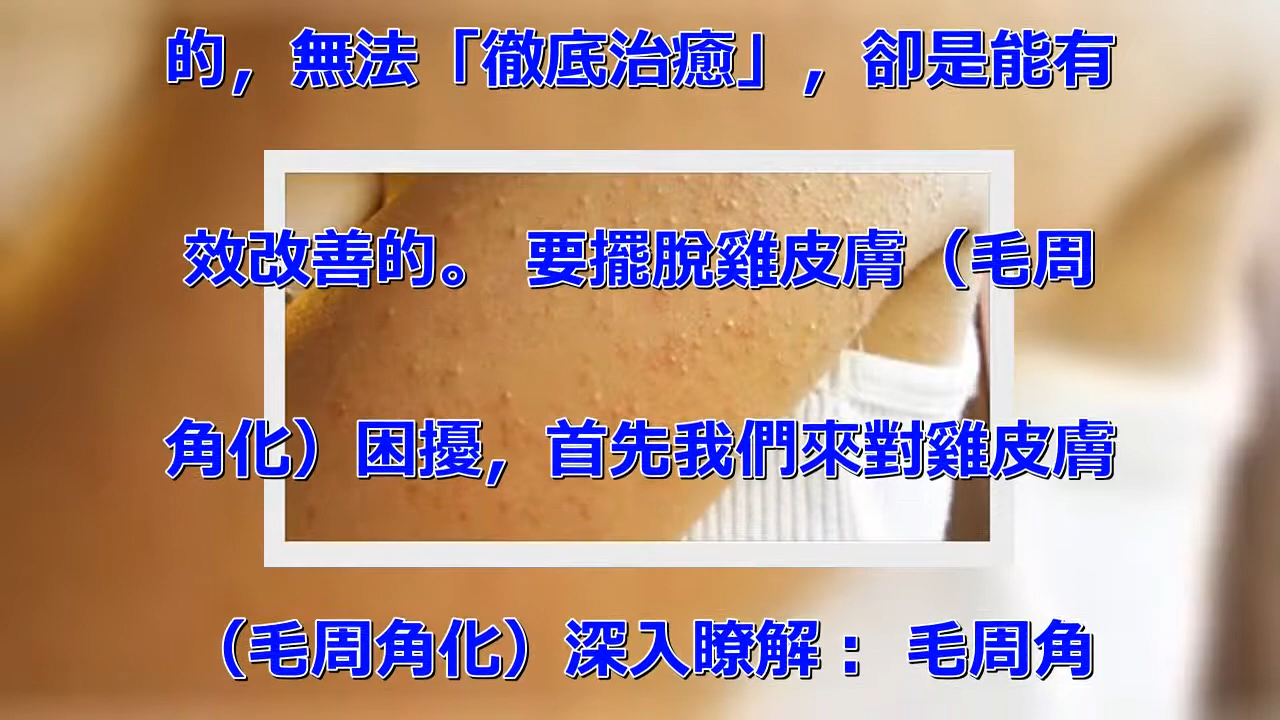 的，無法「徹底治癒」，卻是能有
效改善的。 要擺脫雞皮膚（毛周
角化）困擾，首先我們來對雞皮膚
（毛周角化）深入瞭解： 毛周角